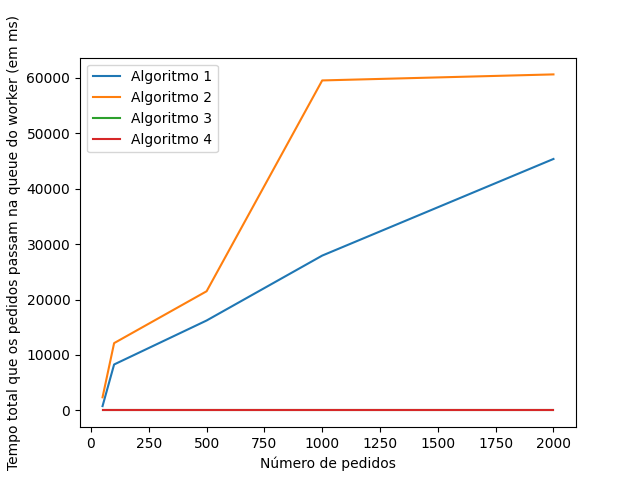 Tempo total que os pedidos passam na queue do worker (em ms)
60000
50000
40000
30000
20000
10000
0
Algoritmo 1
Algoritmo 2
Algoritmo 3
Algoritmo 4
0 250 500 750 1000 1250 1500 1750 2000
Número de pedidos